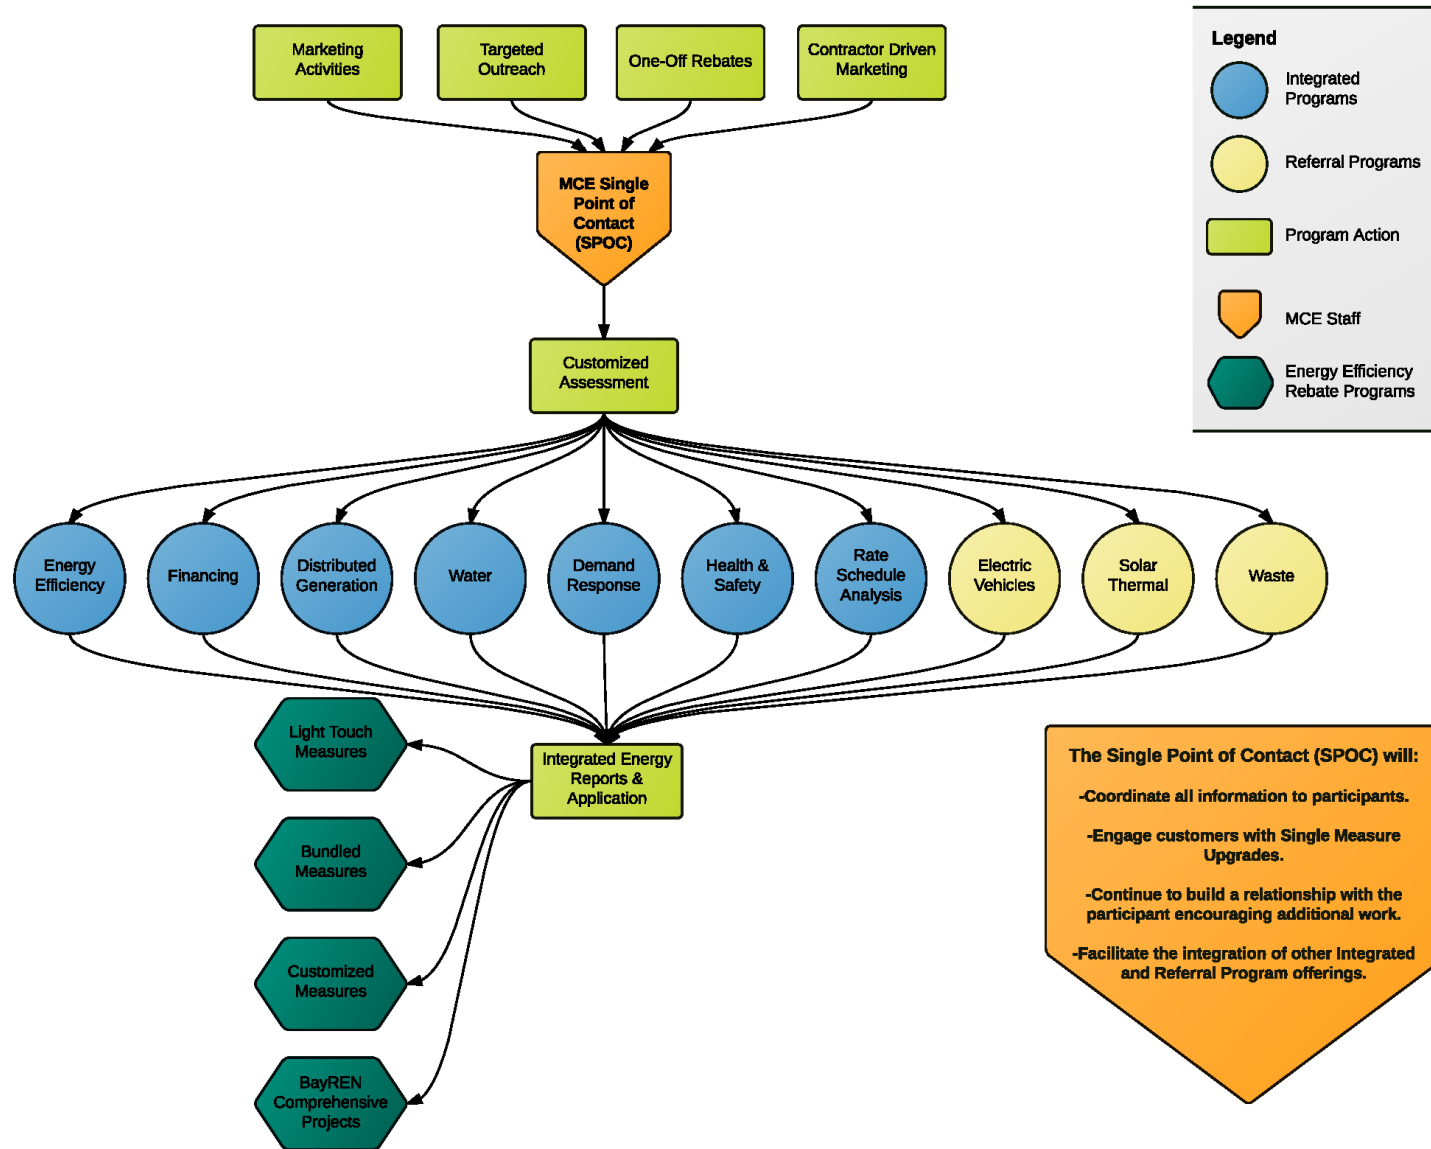 Marketing
Activities
Targeted
Outreach
One-Off Rebates
Contractor Driven
Marketing
Legend
Integrated
Programs
Referral Programs
Program Action
MCE Staff
Energy Efficiency
Rebate Programs
MCE Single
Point of
Contact
(SPOC)
Customized
Assessment
Energy
Efficiency
Financing
Distributed
Generation
Water
Demand
Response
Health &
Safety
Rate
Schedule
Analysis
Electric
Vehicles
Solar
Thermal
Waste
Integrated Energy
Reports &
Application
Light Touch
Measures
Bundled
Measures
Customized
Measures
BayREN
Comprehensive
Projects
The Single Point of Contact (SPOC) will:
-Coordinate all information to participants.
-Engage customers with Single Measure
Upgrades.
-Continue to build a relationship with the
participant encouraging additional work.
-Facilitate the integration of other Integrated
and Referral Program offerings.